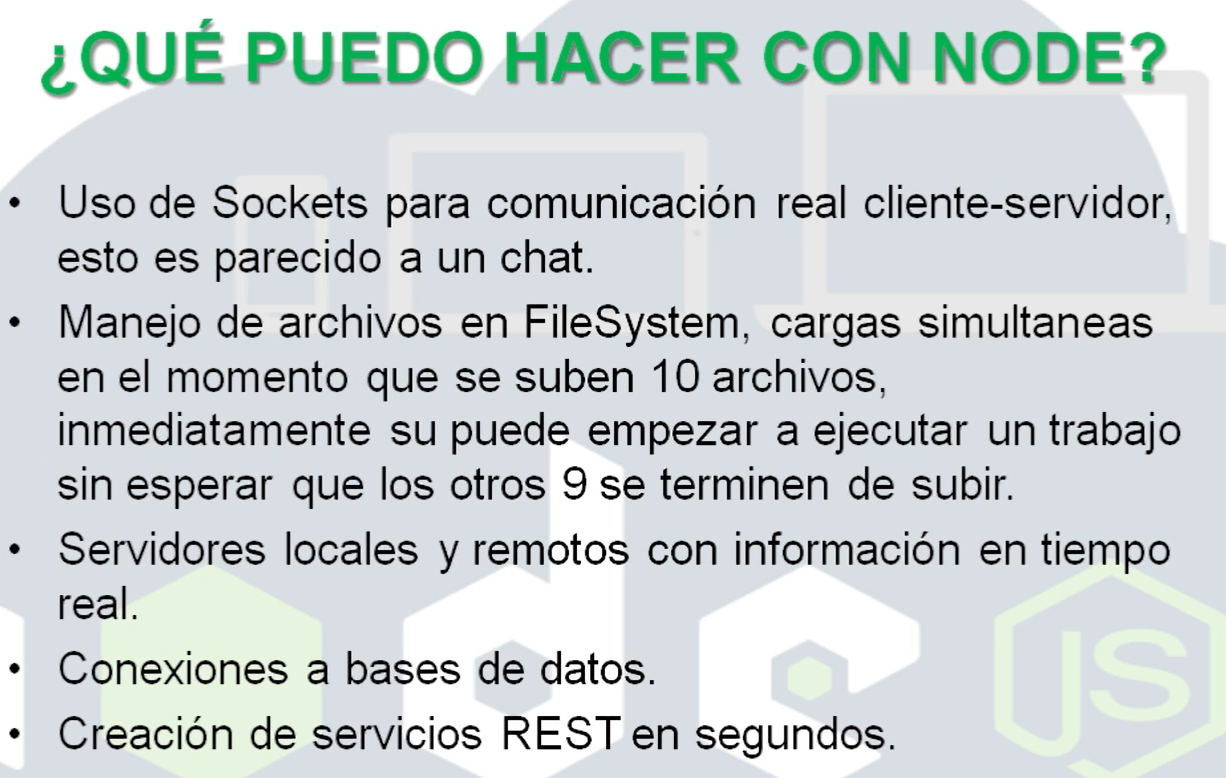 ¿QUÉ PUEDO HACER CON NODE?
• Uso de Sockets para comunicación real cliente-servidor,
esto es parecido a un chat.
• Manejo de archivos en FileSystem, cargas simultaneas
en el momento que se suben 10 archivos,
inmediatamente su puede empezar a ejecutar un trabajo
sin esperar que los otros 9 se terminen de subir.
• Servidores locales y remotos con información en tiempo
real.
• Conexiones a bases de datos.
• Creación de servicios REST en segundos.
JS